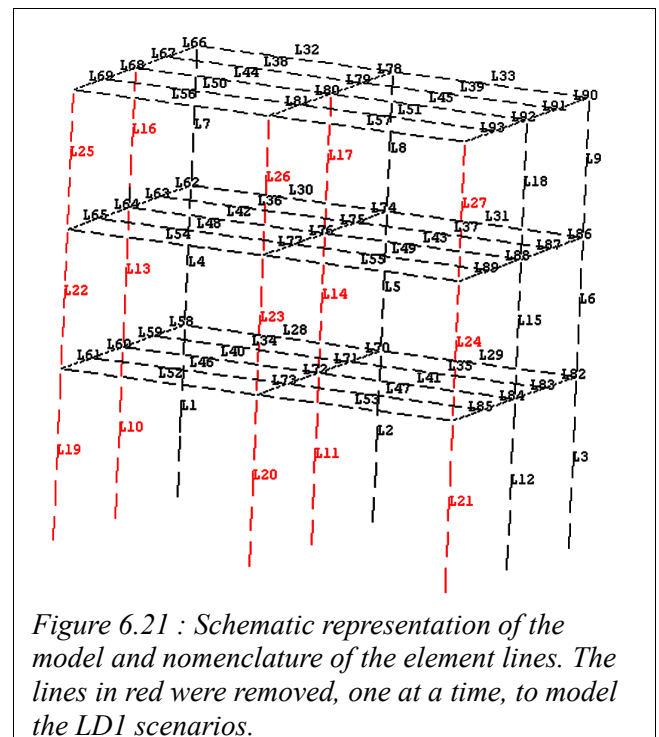 L66
L32
L67
L38
L78
L68
L33
L69
L44
L79
L39
L50
L80
L45
L90
L56
L81
L51
L91
L16
L7
L57
L92
L93
L25
L17
L8
L9
L26
L18
L62
L27
L63
L30
L64
L36
L74
L31
L65
L42
L75
L37
L48
L76
L43
L86
L54
L77
L49
L87
L55
L88
L89
L4
L13
L5
L14
L22
L6
L15
L23
L58
L24
L59
L28
L60
L34
L70
L61
L40
L71
L29
L46
L72
L35
L82
L52
L73
L41
L83
L47
L84
L53
L85
L1
L10
L2
L19
L11
L3
L20
L12
L21
Figure 6.21 : Schematic representation of the
model and nomenclature of the element lines. The
lines in red were removed, one at a time, to model
the LD1 scenarios.